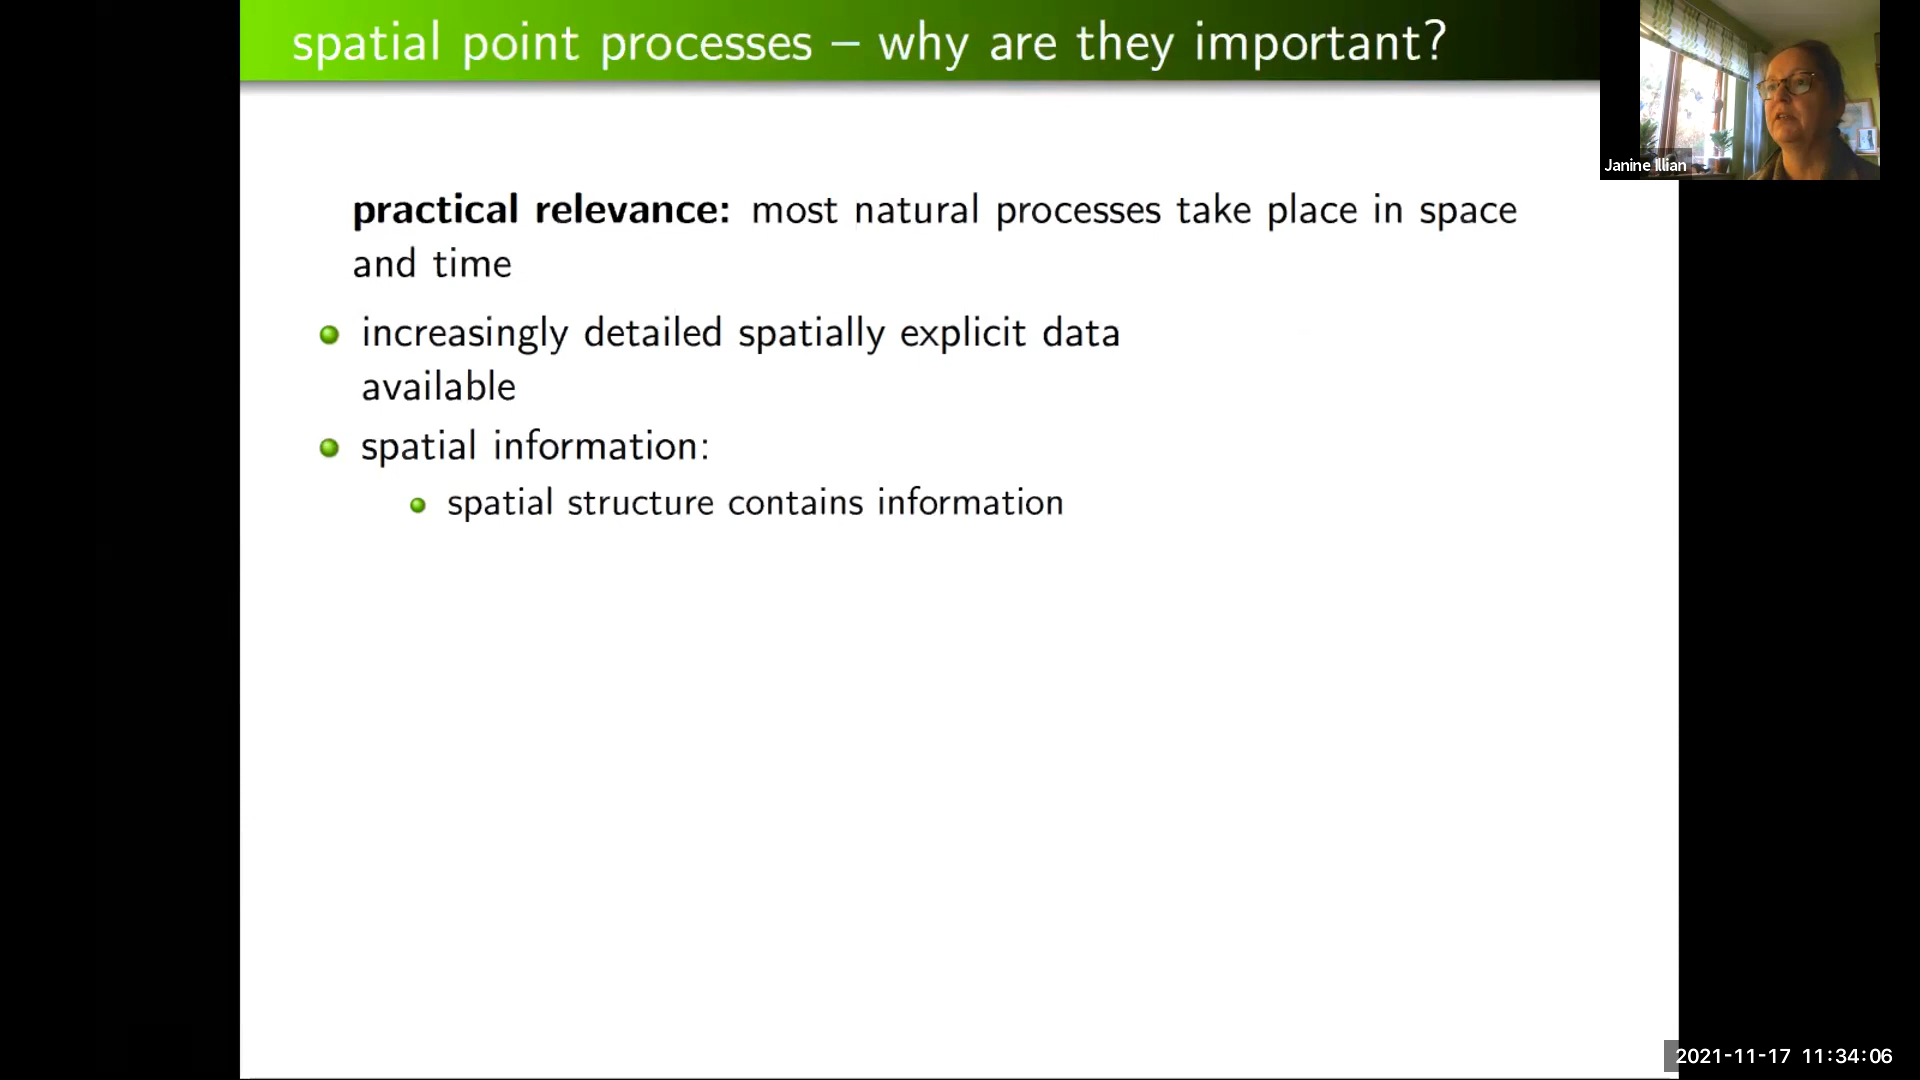 spatial point processes – why are they important?
Janine Illian
practical relevance: most natural processes take place in space
and time
increasingly detailed spatially explicit data
available
spatial information:
spatial structure contains information
2021-11-17 11:34:06